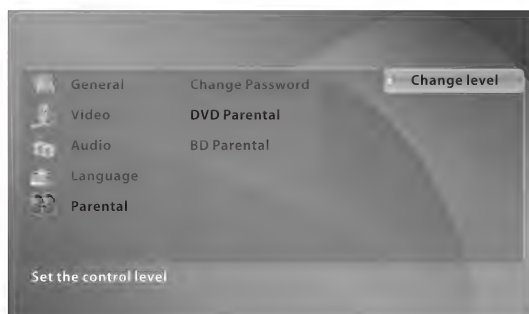 General Change Password Change level
Video DVD Parental
Audio BD Parental
Language
Parental
Set the control level